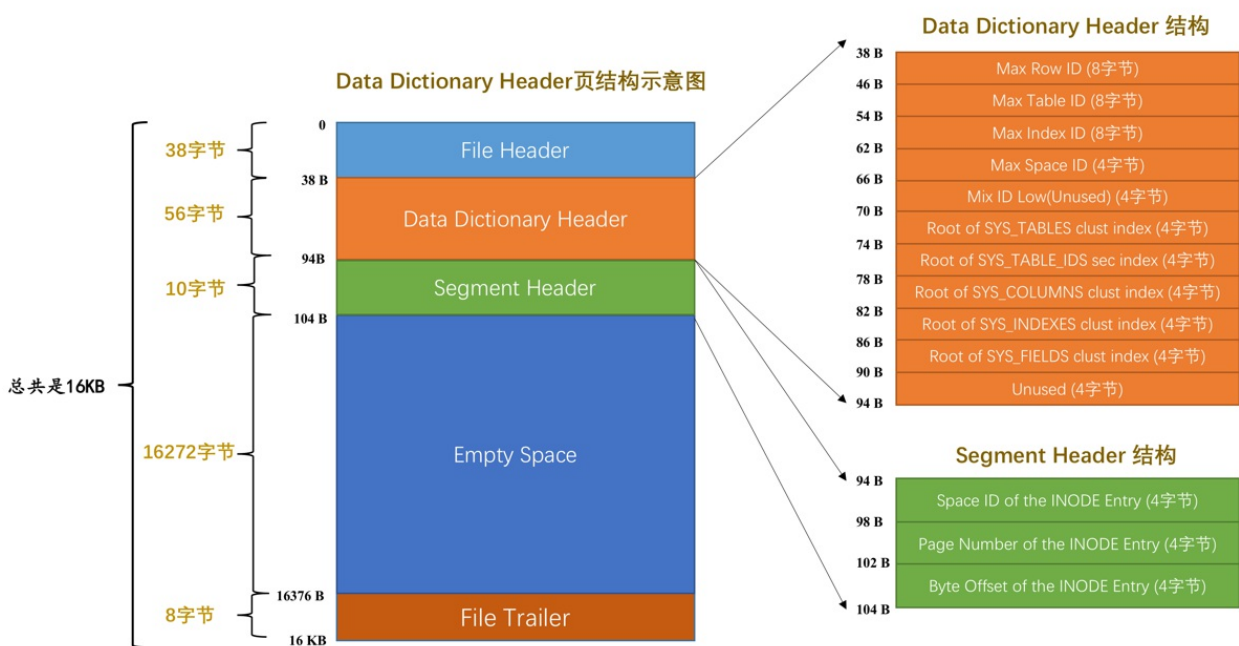 Data Dictionary Header页结构示意图
总共是16KB
38字节
56字节
10字节
16272字节
8字节
0
38 B
94B
104 B
16376 B
16 KB
File Header
Data Dictionary Header
Segment Header
Empty Space
File Trailer
Data Dictionary Header 结构
38 B
Max Row ID (8字节)
46 B
Max Table ID (8字节)
54 B
Max Index ID (8字节)
62 B
Max Space ID (4字节)
66 B
Mix ID Low(Unused) (4字节)
70 B
Root of SYS_TABLES clust index (4字节)
74 B
Root of SYS_TABLE_IDS sec index (4字节)
78 B
Root of SYS_COLUMNS clust index (4字节)
82 B
Root of SYS_INDEXES clust index (4字节)
86 B
Root of SYS_FIELDS clust index (4字节)
90 B
Unused (4字节)
94 B
Segment Header 结构
94 B
Space ID of the INODE Entry (4字节)
98 B
Page Number of the INODE Entry (4字节)
102 B
Byte Offset of the INODE Entry (4字节)
104 B